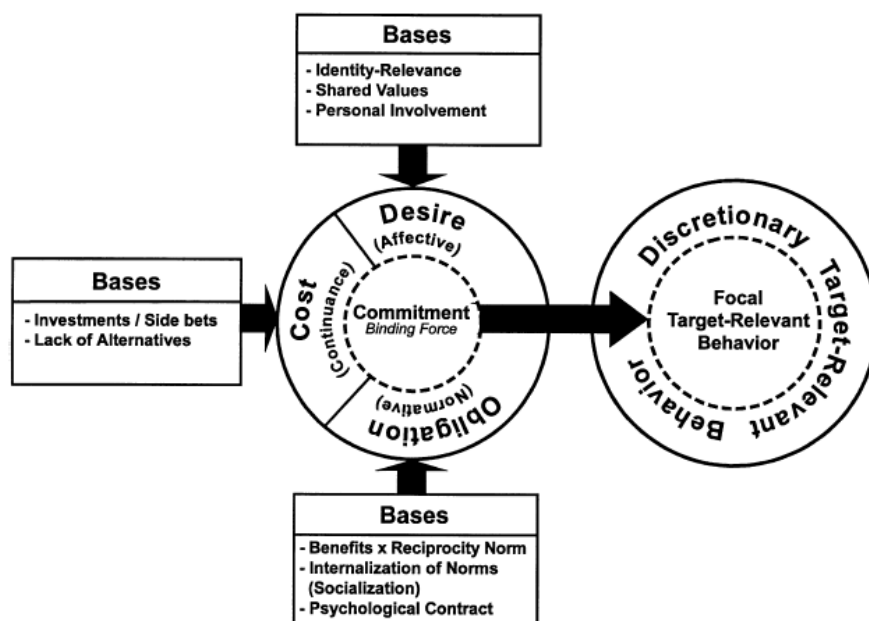 Bases
- Identity-Relevance
- Shared Values
- Personal Involvement
Bases
- Investments / Side bets
- Lack of Alternatives
Desire
(Affective)
Cost
(Continuance)
Commitment
Binding Force
(Normative)
Obligation
Discretionary Target-Relevant Behavior
Focal
Target-Relevant
Behavior
Bases
- Benefits x Reciprocity Norm
- Internalization of Norms
(Socialization)
- Psychological Contract